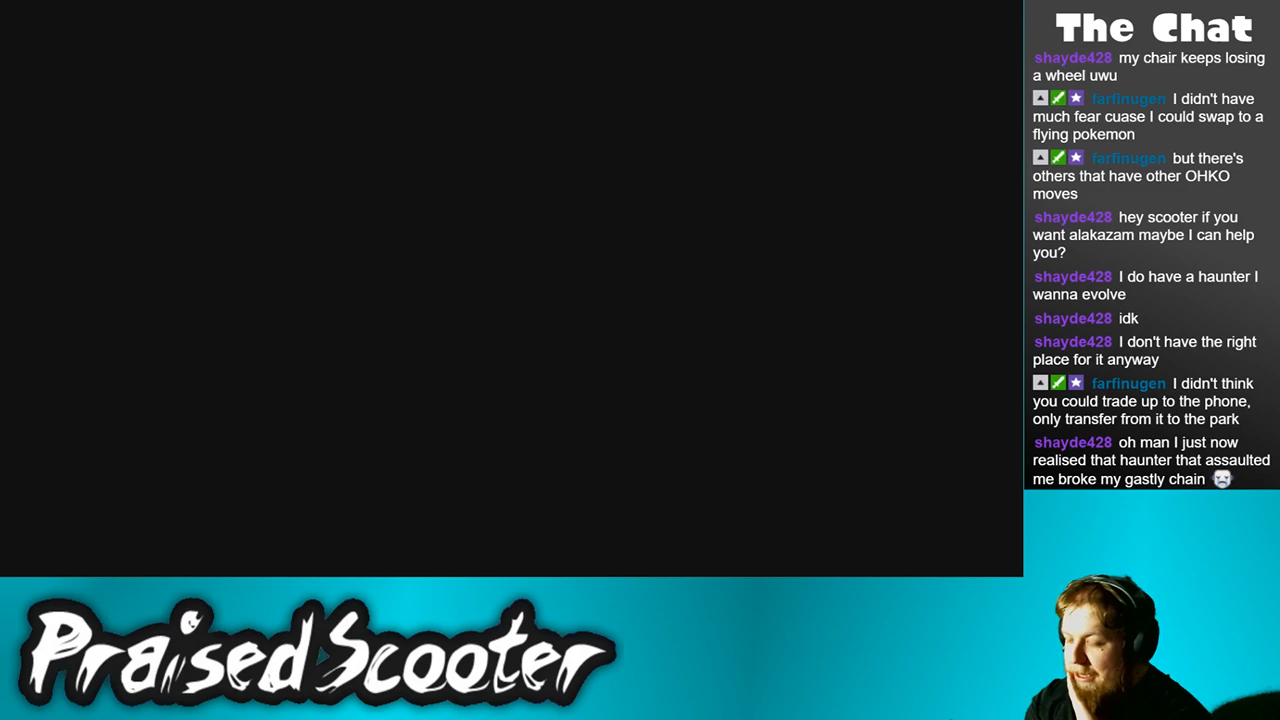 The Chat
shayde428 my chair keeps losing
a wheel uwu
farfinugen I didn't have
much fear cuase I could swap to a
flying pokemon
farfinugen but there's
others that have other OHKO
moves
shayde428 hey scooter if you
want alakazam maybe I can help
you?
shayde428 I do have a haunter I
wanna evolve
shayde428 idk
shayde428 I don't have the right
place for it anyway
farfinugen I didn't think
you could trade up to the phone,
only transfer from it to the park
shayde428 oh man I just now
realised that haunter that assaulted
me broke my gastly chain
PraisedScooter